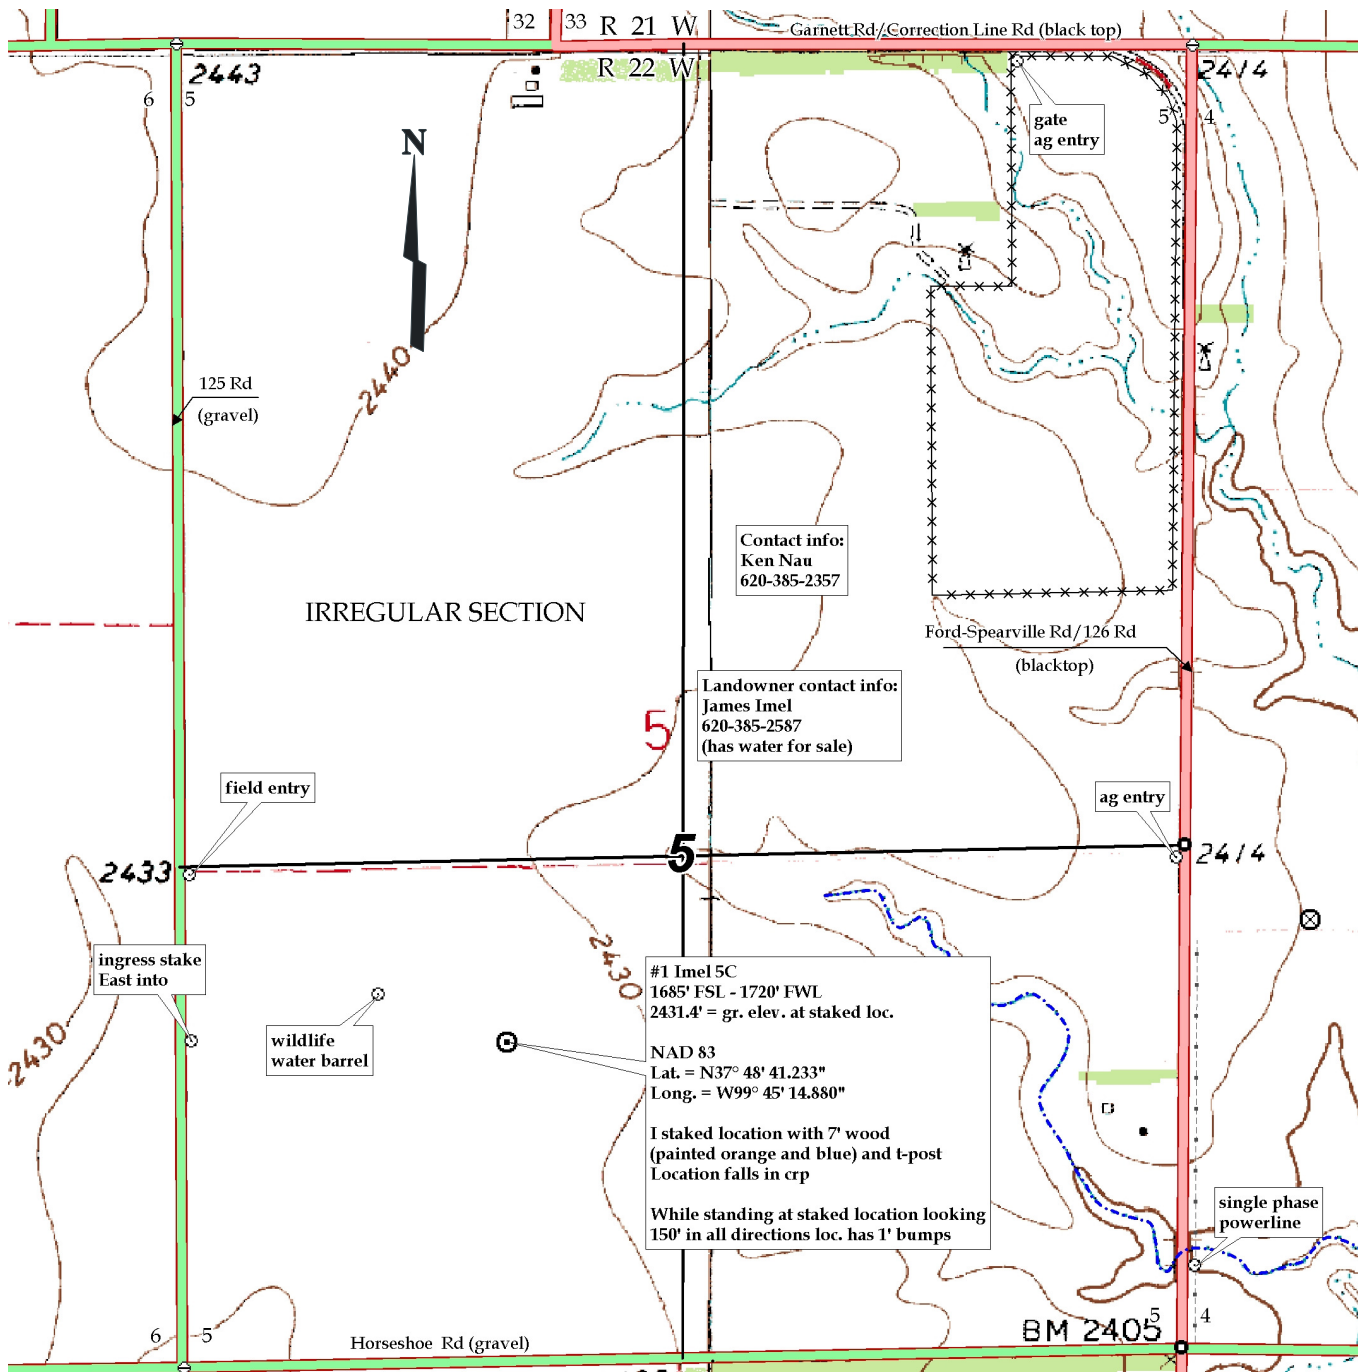 32
33
R 21 W
Garnett Rd/Correction Line Rd (black top)
R 22 W
2443
2414
6
5
5
4
gate
ag entry
N
2440
125 Rd
(gravel)
Contact info:
Ken Nau
620-385-2357
IRREGULAR SECTION
Ford-Spearville Rd/126 Rd
(blacktop)
Landowner contact info:
James Imel
620-385-2587
(has water for sale)
5
field entry
ag entry
5
2433
2414
2430
ingress stake
East into
wildlife
water barrel
2430
#1 Imel 5C
1685' FSL - 1720' FWL
2431.4' = gr. elev. at staked loc.
NAD 83
Lat. = N37° 48' 41.233"
Long. = W99° 45' 14.880"
I staked location with 7' wood
(painted orange and blue) and t-post
Location falls in crp
While standing at staked location looking
150' in all directions loc. has 1' bumps
single phase
powerline
6
5
Horseshoe Rd (gravel)
BM 2405
5
4